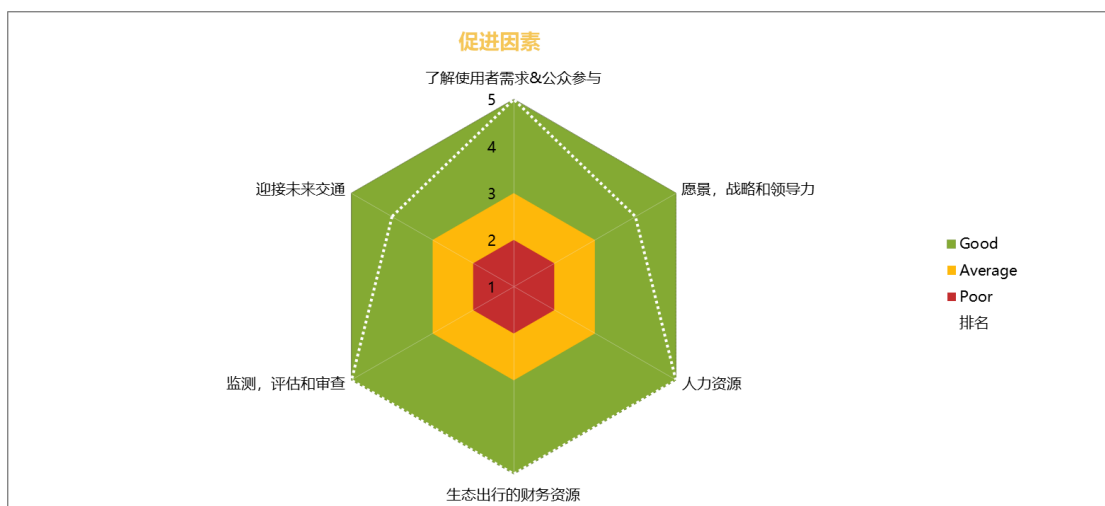 促进因素
了解使用者需求&公众参与
5
4
3
2
1
迎接未来交通
愿景，战略和领导力
监测，评估和审查
人力资源
生态出行的财务资源
Good
Average
Poor
排名